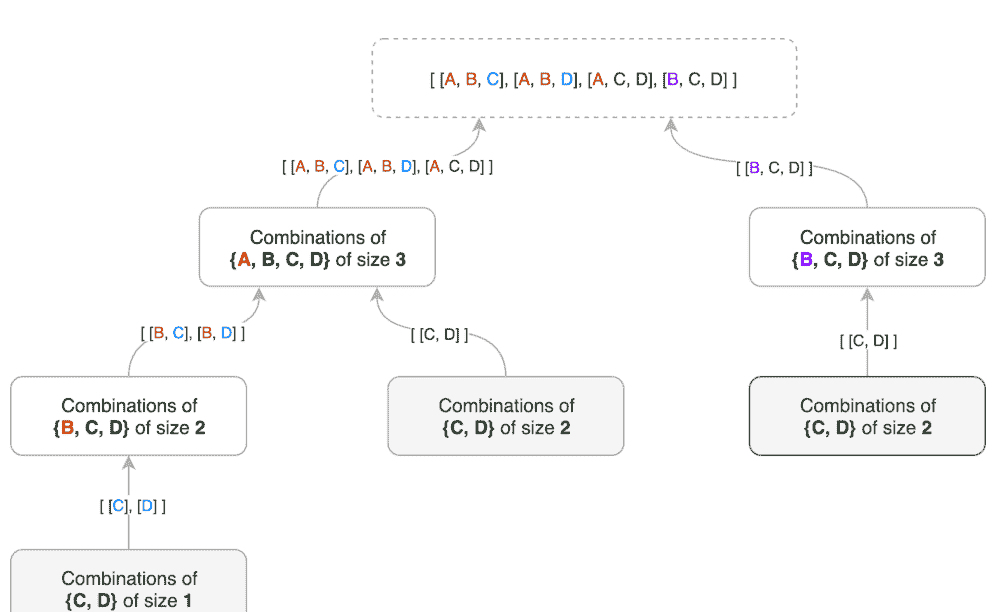 [ [A, B, C], [A, B, D], [A, C, D], [B, C, D] ]
[ [A, B, C], [A, B, D], [A, C, D] ]
[ [B, C, D] ]
Combinations of
{A, B, C, D} of size 3
Combinations of
{B, C, D} of size 3
[ [B, C], [B, D] ]
[ [C, D] ]
[ [C, D] ]
Combinations of
{B, C, D} of size 2
Combinations of
{C, D} of size 2
Combinations of
{C, D} of size 2
[ [C], [D] ]
Combinations of
{C, D} of size 1